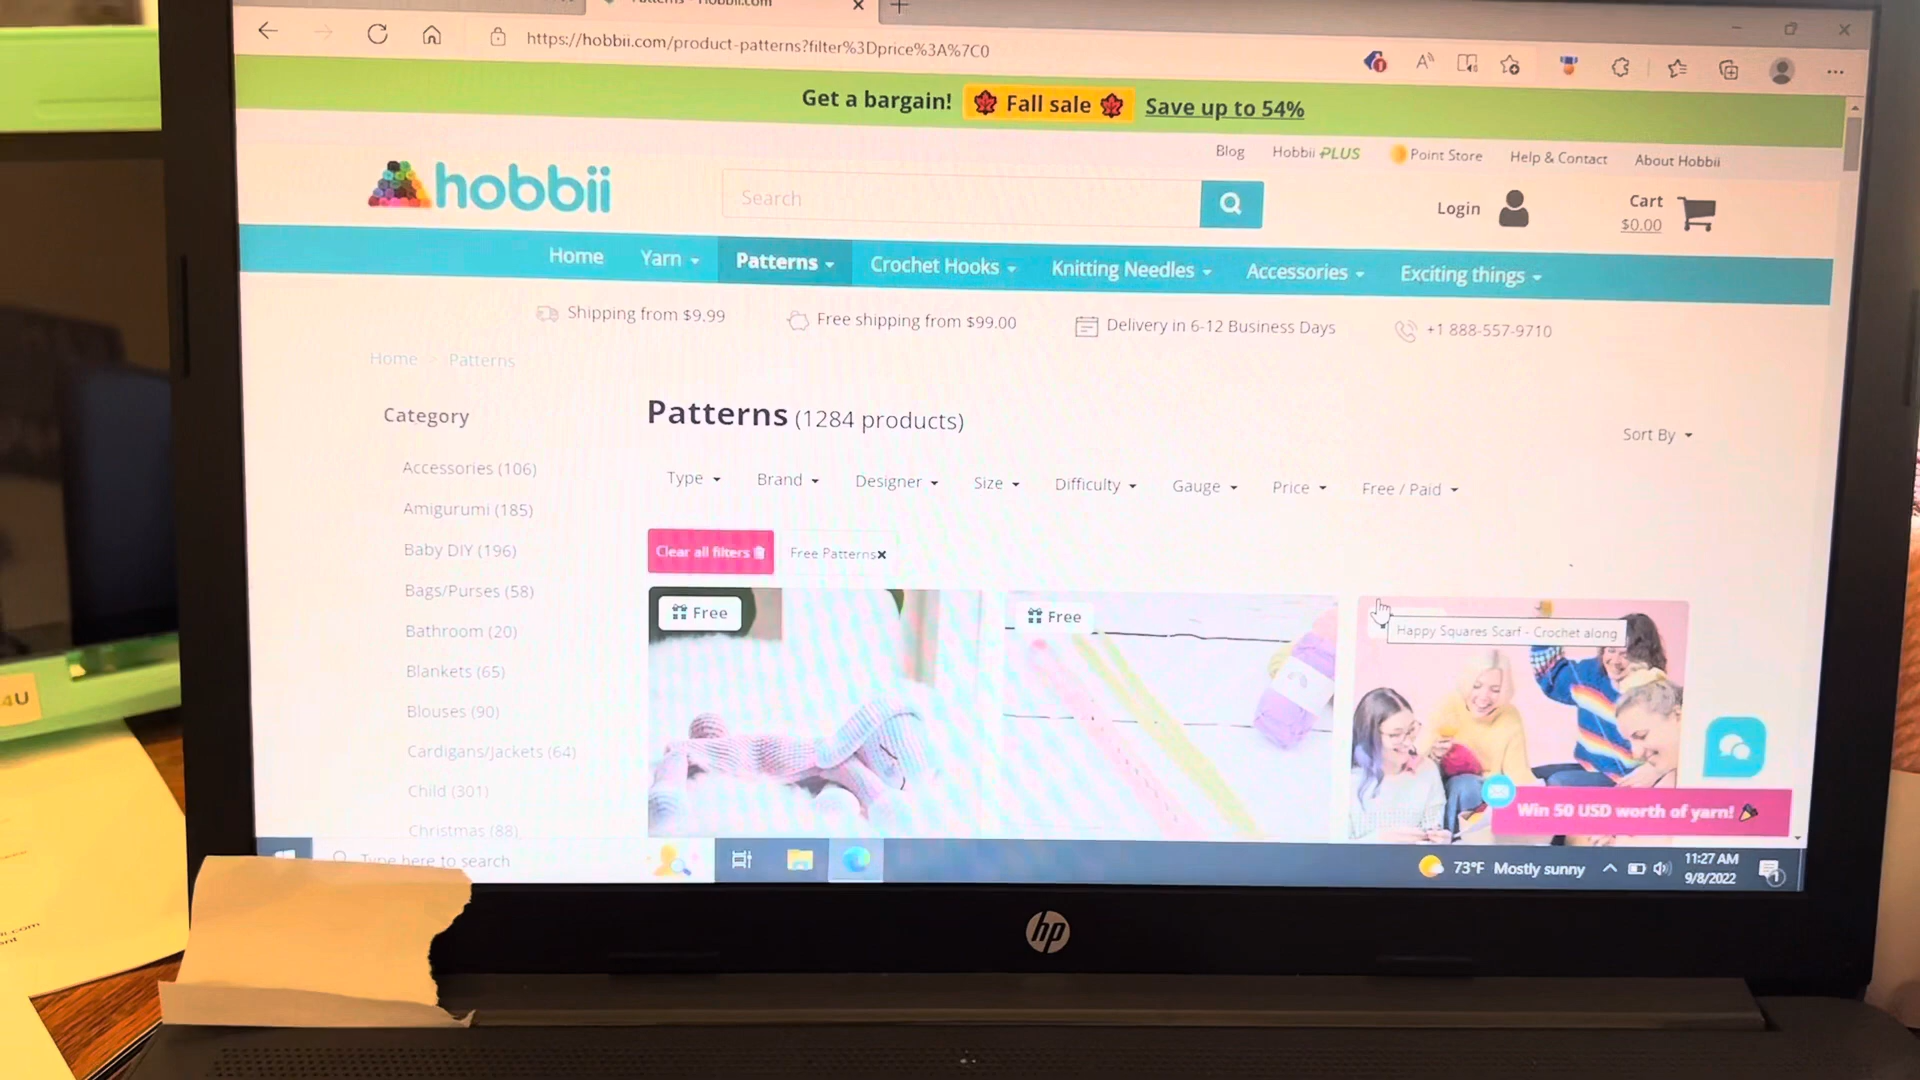 https://hobbii.com/product-patterns?filter%3Dprice%3A%7C0
Get a bargain! Fall sale Save up to 54%
Blog Hobbii PLUS Point Store Help & Contact About Hobbii
hobbii
Search
Login
Cart
$0.00
Home Yarn Patterns Crochet Hooks Knitting Needles Accessories Exciting things
Shipping from $9.99 Free shipping from $99.00 Delivery in 6-12 Business Days +1 888-557-9710
Home > Patterns
Category
Accessories (106)
Amigurumi (185)
Baby DIY (196)
Bags/Purses (58)
Bathroom (20)
Blankets (65)
Blouses (90)
Cardigans/Jackets (64)
Child (301)
Christmas (88)
Patterns (1284 products)
Sort By
Type Brand Designer Size Difficulty Gauge Price Free / Paid
Clear all filters Free Patterns
Free
Free
Happy Squares Scarf - Crochet along
Win 50 USD worth of yarn!
Type here to search
73°F Mostly sunny
11:27 AM
9/8/2022
1
hp
4U